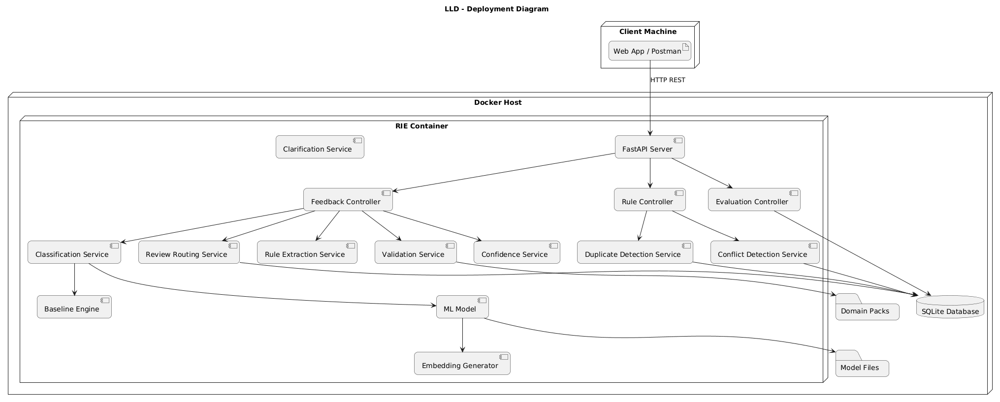 LLD - Deployment Diagram
Client Machine
Web App / Postman
HTTP REST
Docker Host
RIE Container
Clarification Service
FastAPI Server
Feedback Controller
Rule Controller
Evaluation Controller
Classification Service
Review Routing Service
Rule Extraction Service
Validation Service
Confidence Service
Duplicate Detection Service
Conflict Detection Service
Baseline Engine
ML Model
Domain Packs
SQLite Database
Embedding Generator
Model Files